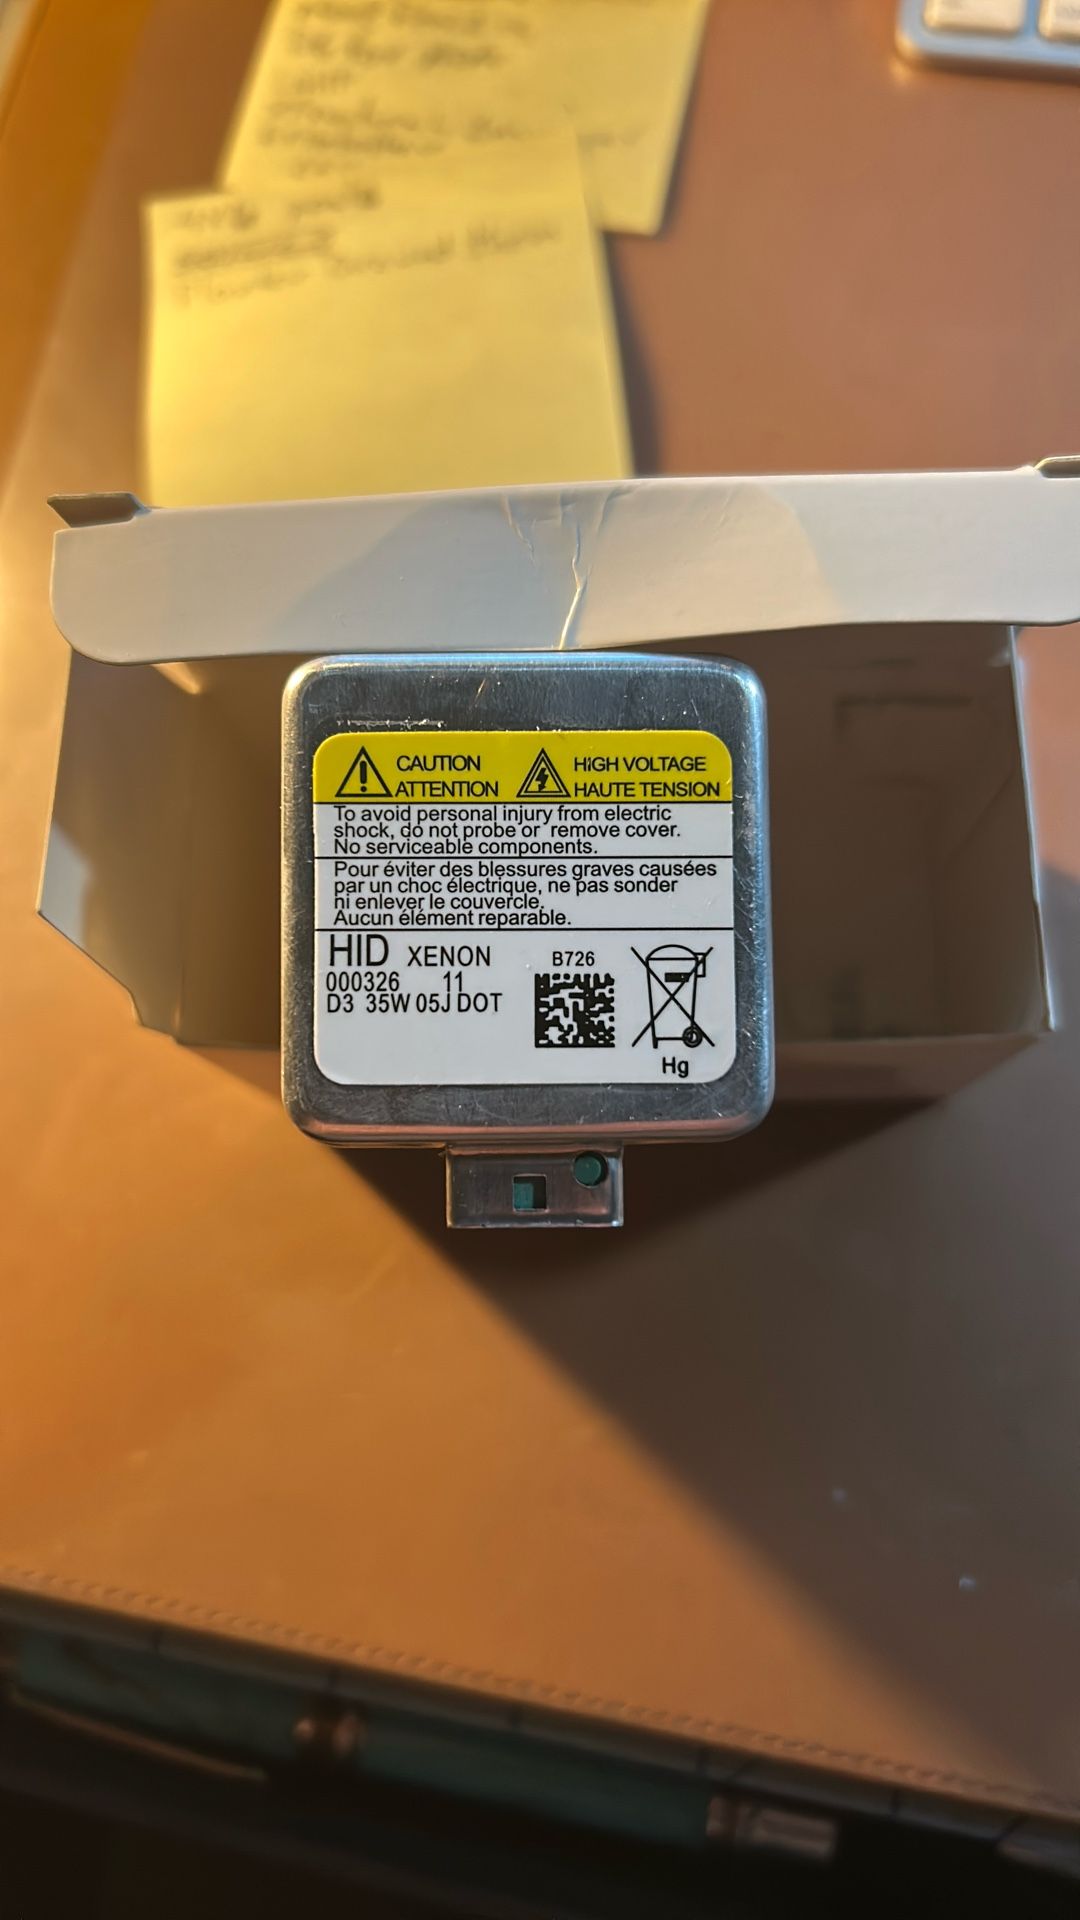 CAUTION
ATTENTION
HIGH VOLTAGE
HAUTE TENSION
To avoid personal injury from electric
shock, do not probe or remove cover.
No serviceable components.
Pour éviter des blessures graves causées
par un choc électrique, ne pas sonder
ni enlever le couvercle.
Aucun élément reparable.
HID XENON
000326 11
D3 35W 05J DOT
B726
Hg